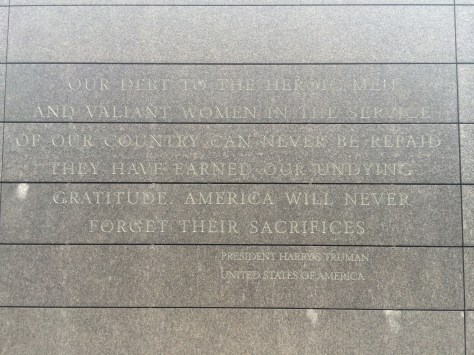 OUR DEBT TO THE HEROIC MEN
AND VALIANT WOMEN IN THE SERVICE
OF OUR COUNTRY CAN NEVER BE REPAID
THEY HAVE EARNED OUR UNDYING
GRATITUDE. AMERICA WILL NEVER
FORGET THEIR SACRIFICES
PRESIDENT HARRY S TRUMAN
UNITED STATES OF AMERICA